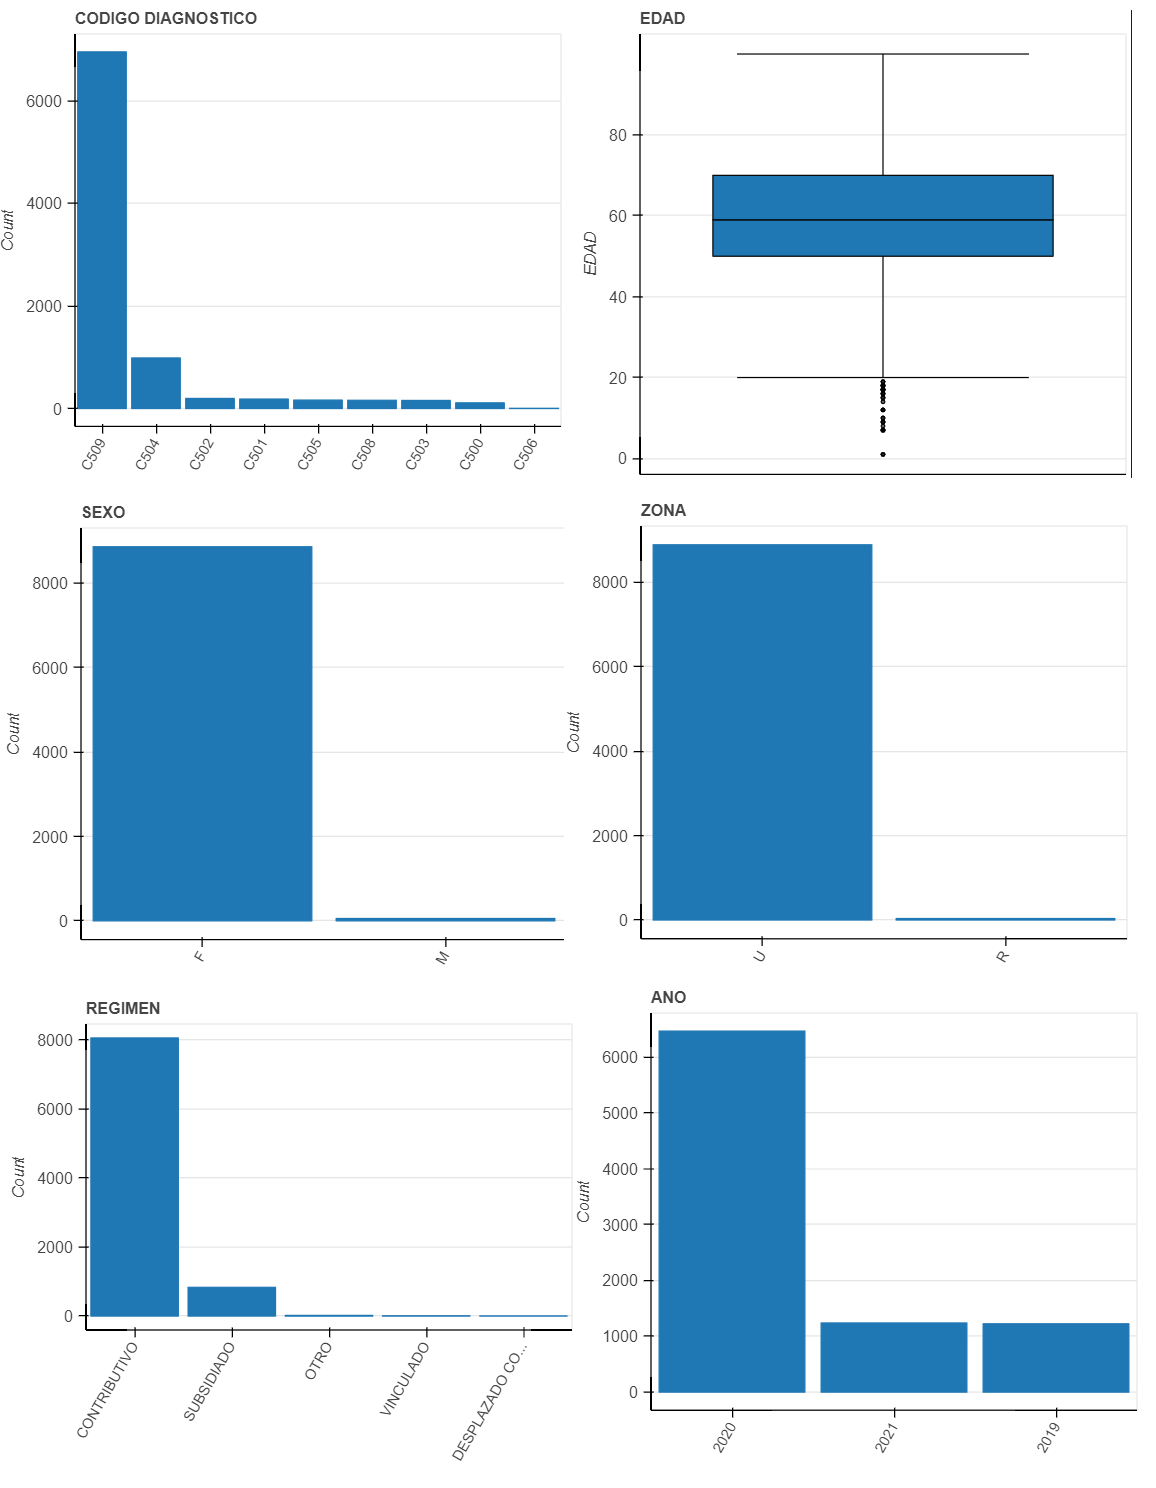 CODIGO DIAGNOSTICO
Count
6000
4000
2000
0
C509
C504
C502
C501
C505
C508
C503
C500
C506
EDAD
EDAD
80
60
40
20
0
SEXO
Count
8000
6000
4000
2000
0
F
M
ZONA
Count
8000
6000
4000
2000
0
U
R
REGIMEN
Count
8000
6000
4000
2000
0
CONTRIBUTIVO
SUBSIDIADO
OTRO
VINCULADO
DESPLAZADO CO...
ANO
Count
6000
5000
4000
3000
2000
1000
0
2020
2021
2019